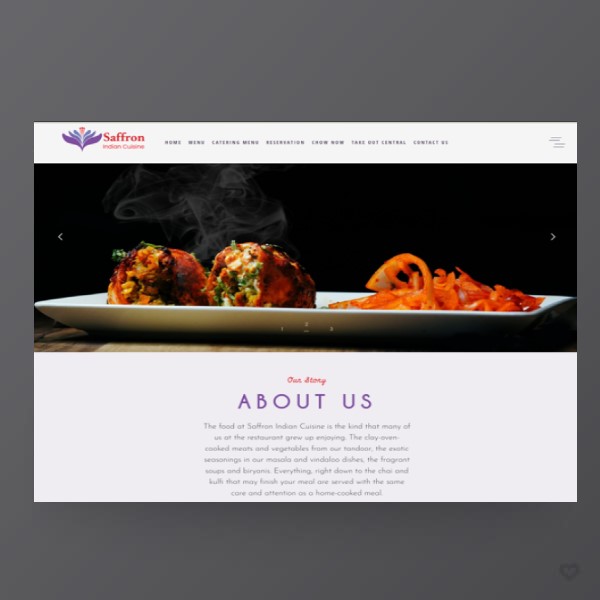 Saffron
Indian Cuisine
HOME MENU CATERING MENU RESERVATION CHOW NOW TAKE OUT CENTRAL CONTACT US
1 2 3
Our Story
ABOUT US
The food at Saffron Indian Cuisine is the kind that many of
us at the restaurant grew up enjoying. The clay-oven-
cooked meats and vegetables from our tandoor, the exotic
seasonings in our masala and vindaloo dishes, the fragrant
soups and biryanis. Everything, right down to the chai and
kulfi that may finish your meal are served with the same
care and attention as a home-cooked meal.